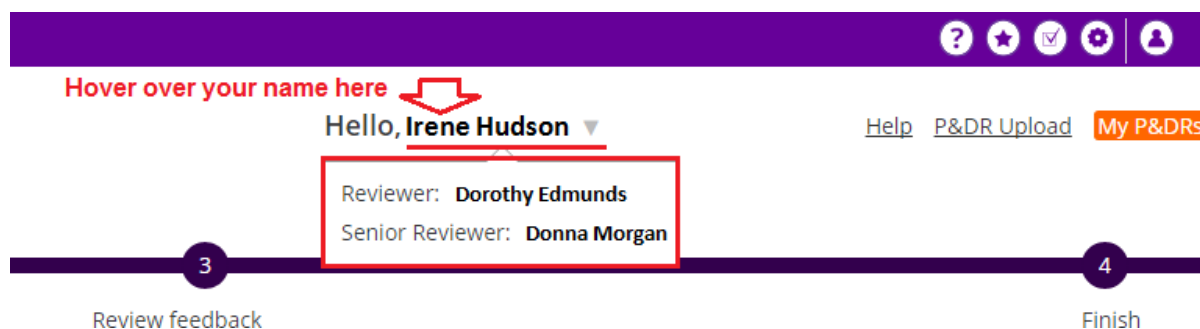 ?
Hover over your name here
Hello, Irene Hudson
Help P&DR Upload My P&DRs
Reviewer: Dorothy Edmunds
Senior Reviewer: Donna Morgan
3 4
Review feedback Finish